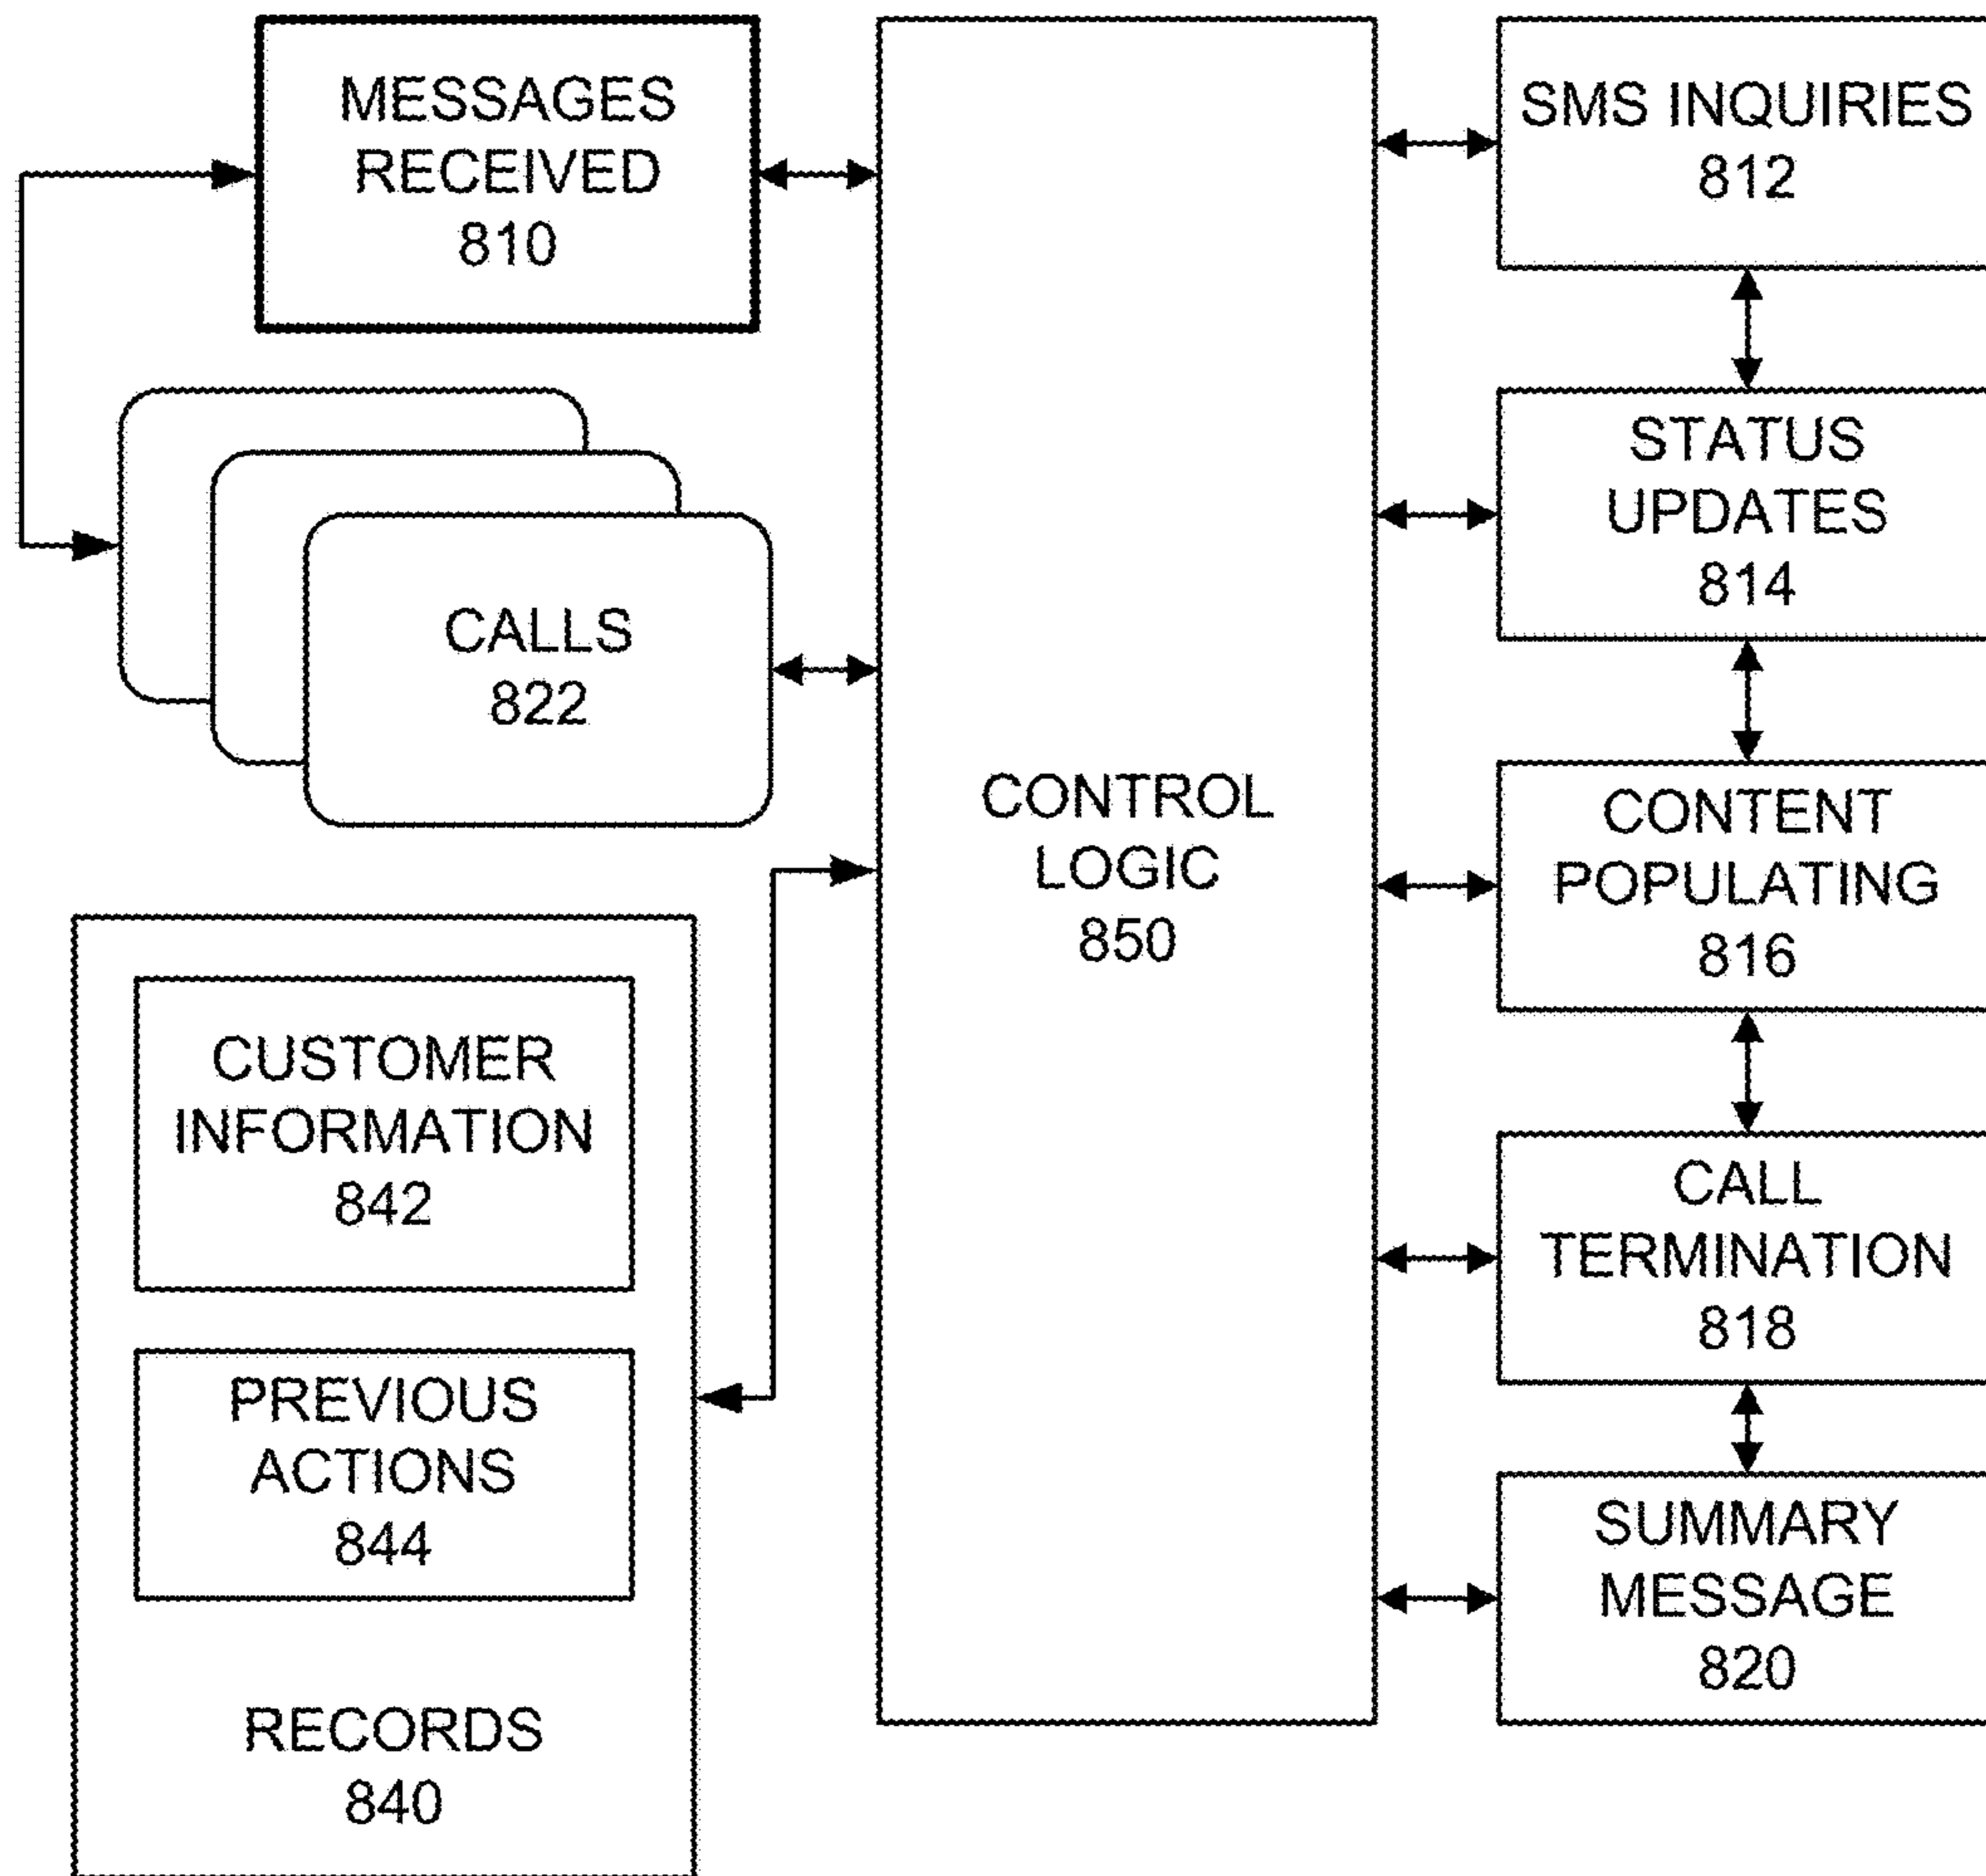 MESSAGES
RECEIVED
810
CALLS
822
CUSTOMER
INFORMATION
842
PREVIOUS
ACTIONS
844
RECORDS
840
CONTROL
LOGIC
850
SMS INQUIRIES
812
STATUS
UPDATES
814
CONTENT
POPULATING
816
CALL
TERMINATION
818
SUMMARY
MESSAGE
820